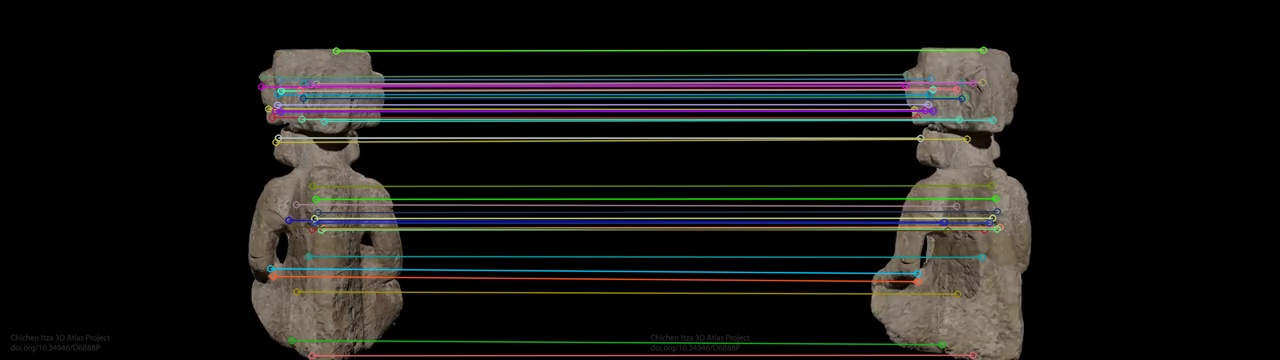 Chichen Itza 3D Atlas Project
doi.org/10.34946/D6B88P
Chichen Itza 3D Atlas Project
doi.org/10.34946/D6B88P